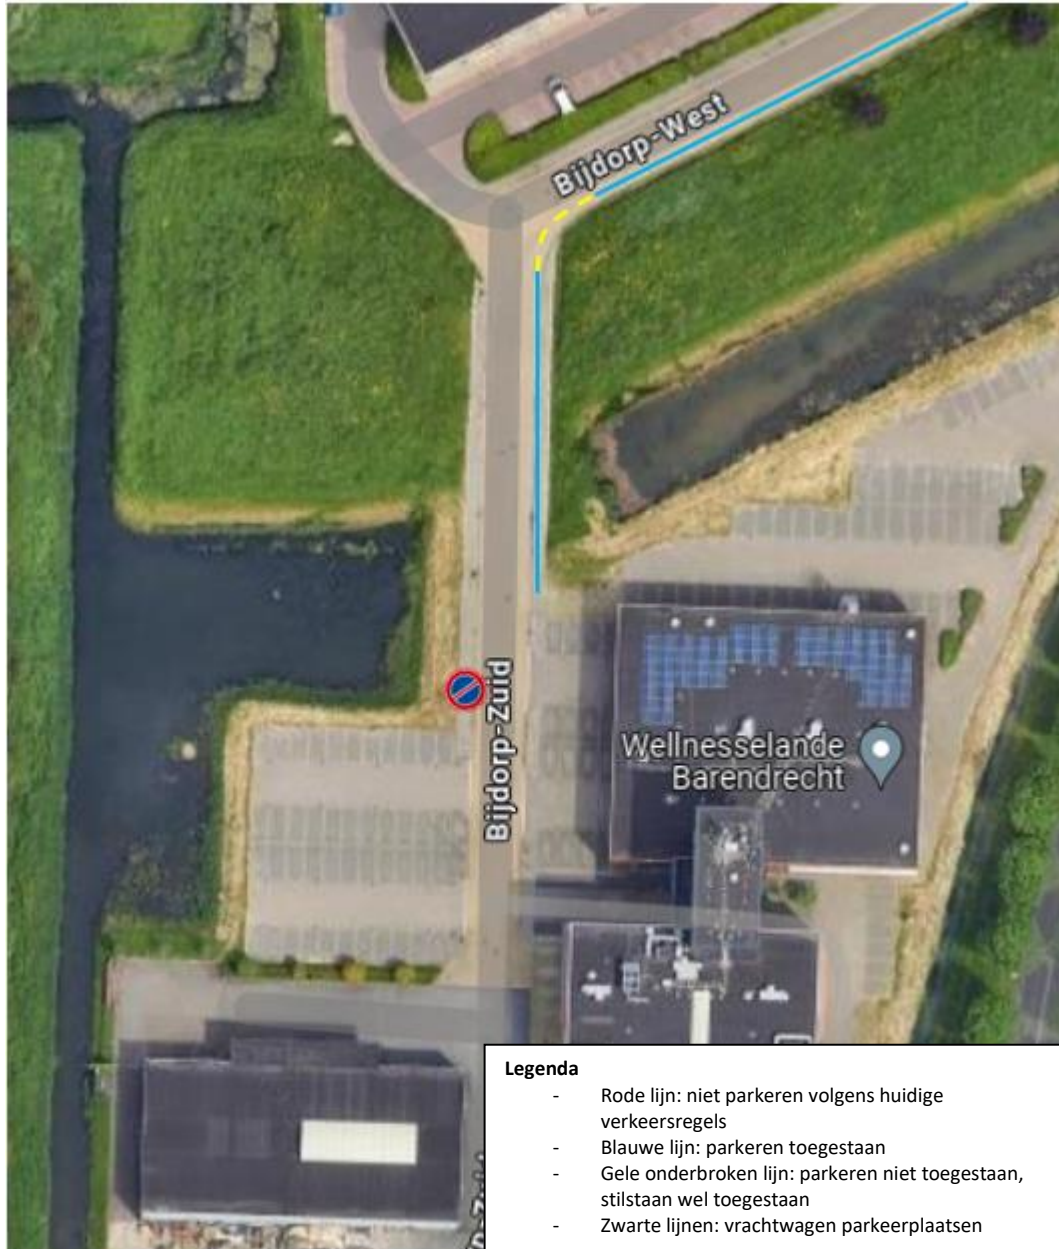 Bijdorp-West
Bijdorp-Zuid
Wellnesselande
Barendrecht
Legenda
- Rode lijn: niet parkeren volgens huidige
verkeersregels
- Blauwe lijn: parkeren toegestaan
- Gele onderbroken lijn: parkeren niet toegestaan,
stilstaan wel toegestaan
- Zwarte lijnen: vrachtwagen parkeerplaatsen